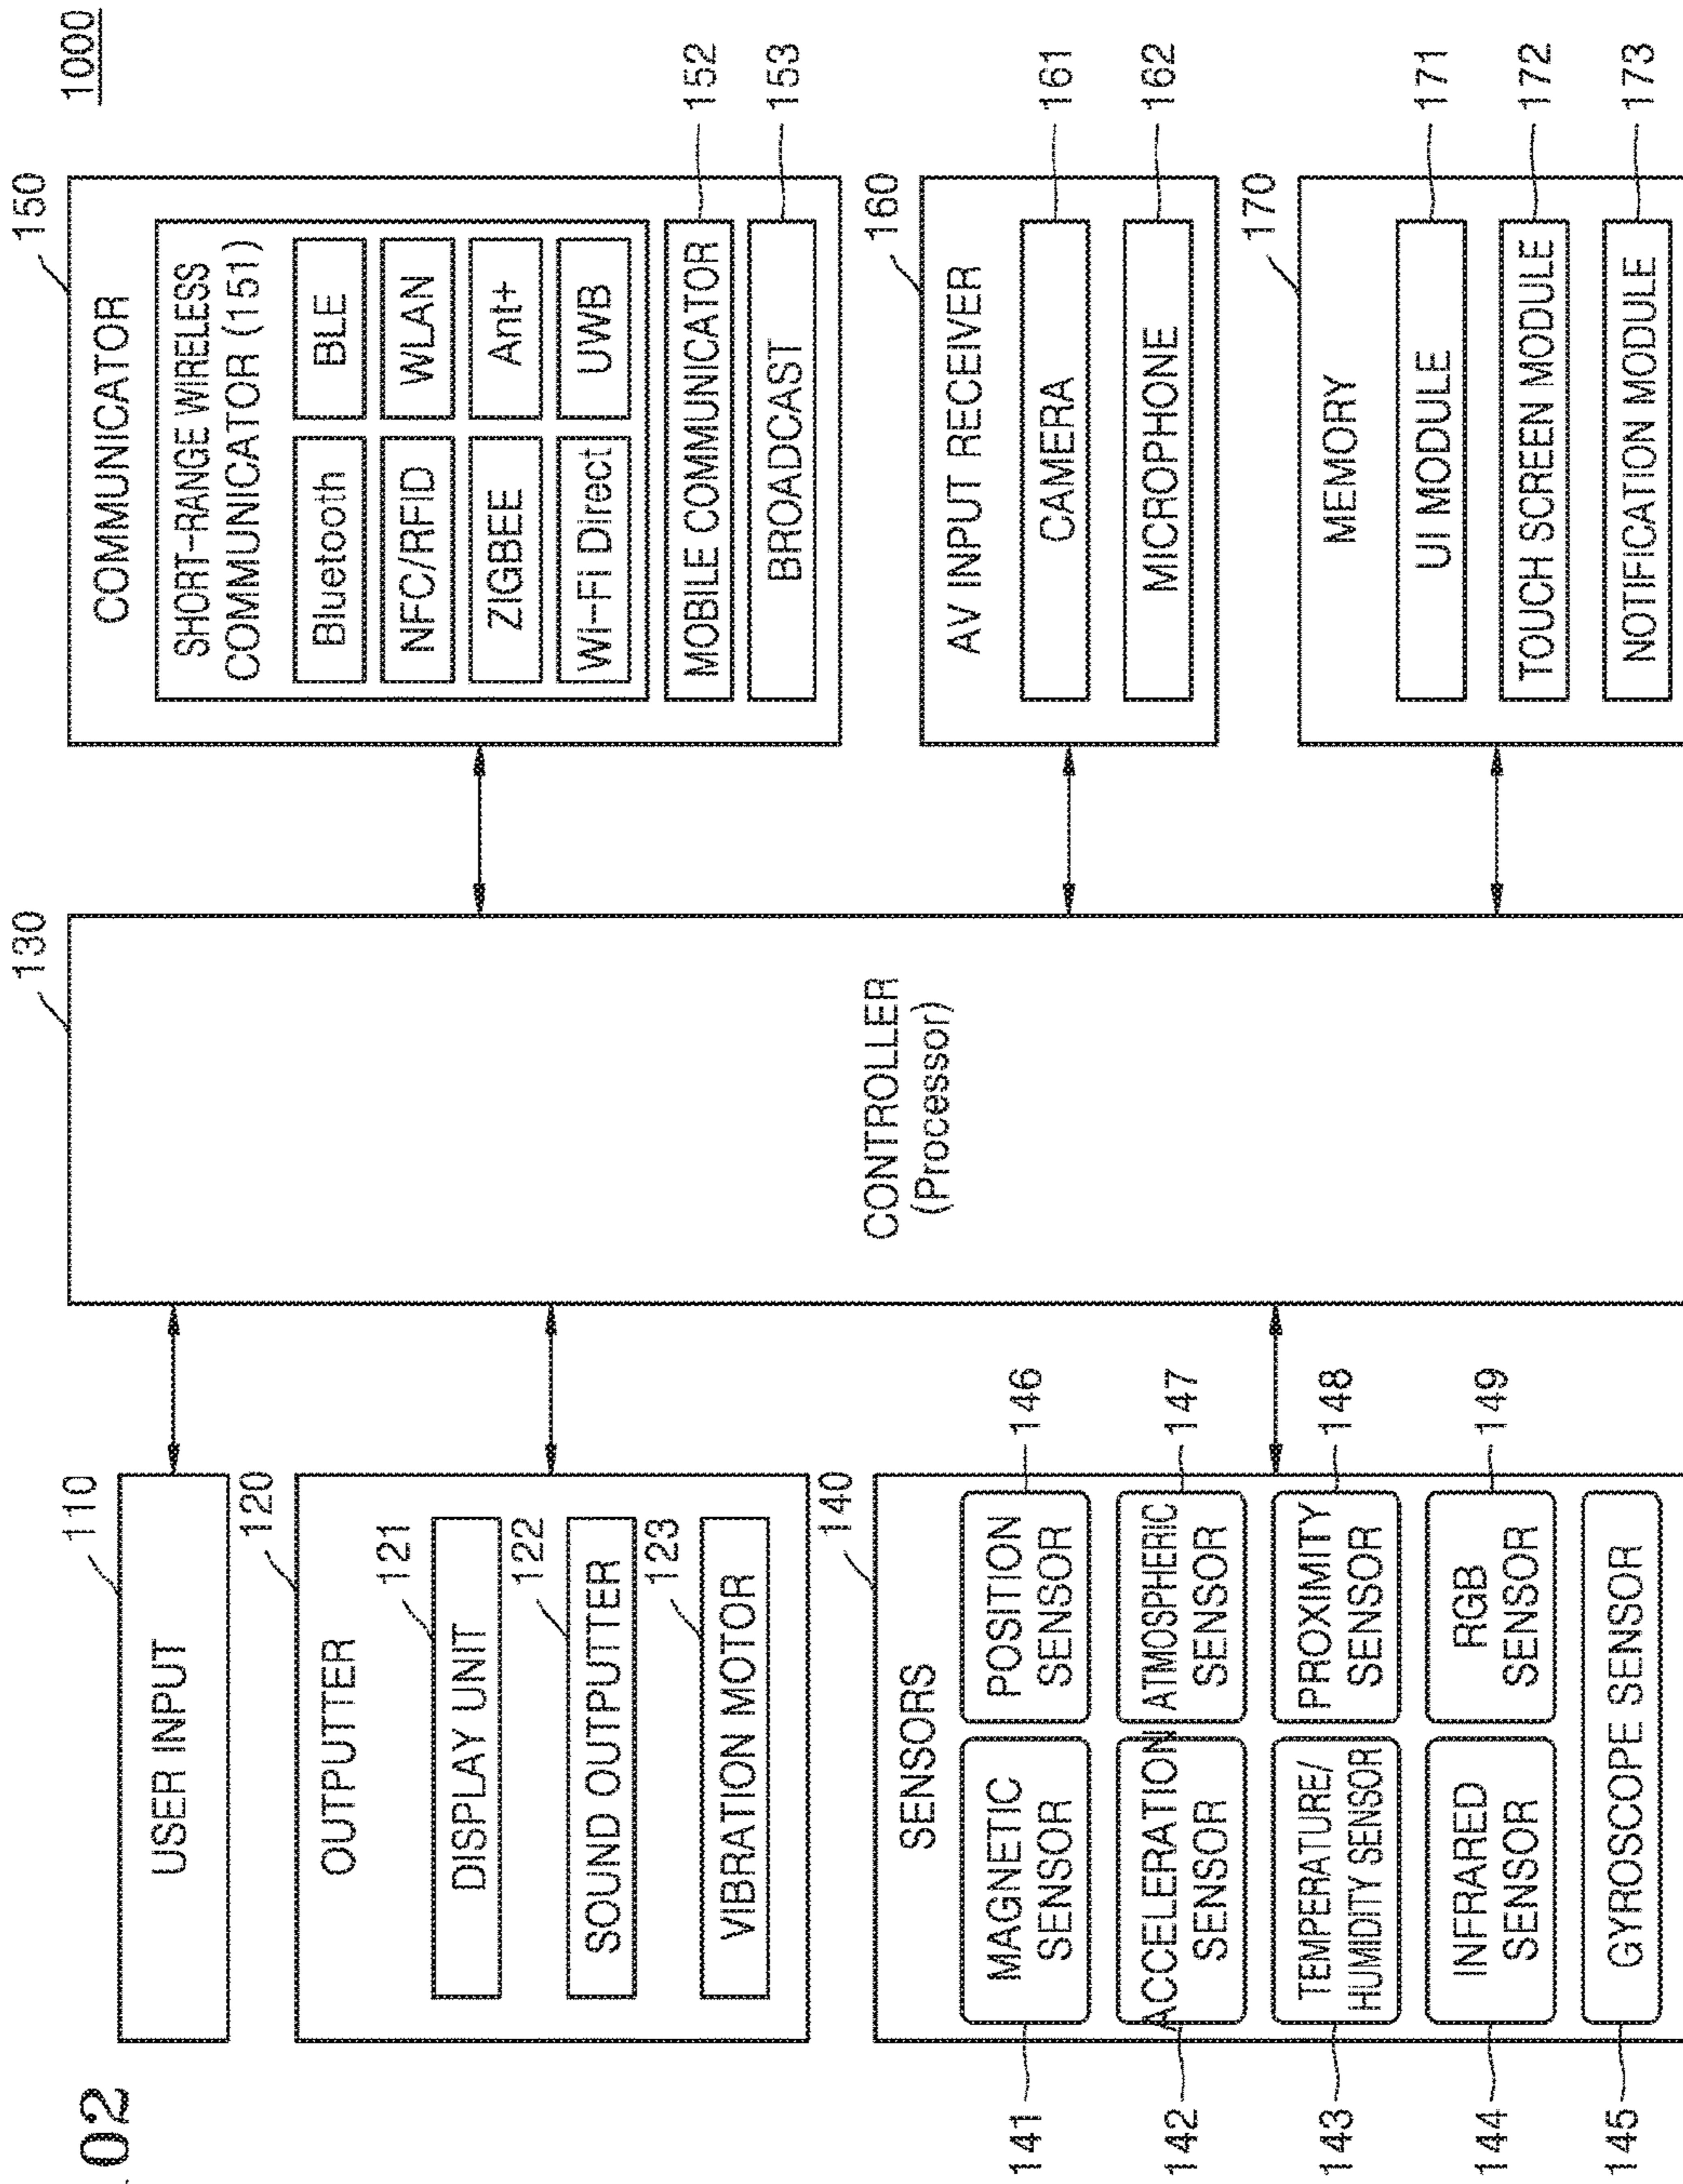 .02
1000
110
USER INPUT
120
OUTPUTTER
121
DISPLAY UNIT
122
SOUND OUTPUTTER
123
VIBRATION MOTOR
140
SENSORS
141
MAGNETIC
SENSOR
POSITION
SENSOR
146
142
ACCELERATION
SENSOR
ATMOSPHERIC
SENSOR
147
143
TEMPERATURE/
HUMIDITY SENSOR
PROXIMITY
SENSOR
148
144
INFRARED
SENSOR
RGB
SENSOR
149
145
GYROSCOPE SENSOR
130
CONTROLLER
(Processor)
150
COMMUNICATOR
SHORT-RANGE WIRELESS
COMMUNICATOR (151)
Bluetooth
BLE
NFC/RFID
WLAN
ZIGBEE
Ant+
Wi-Fi Direct
UWB
MOBILE COMMUNICATOR
152
BROADCAST
153
160
AV INPUT RECEIVER
CAMERA
161
MICROPHONE
162
170
MEMORY
UI MODULE
171
TOUCH SCREEN MODULE
172
NOTIFICATION MODULE
173